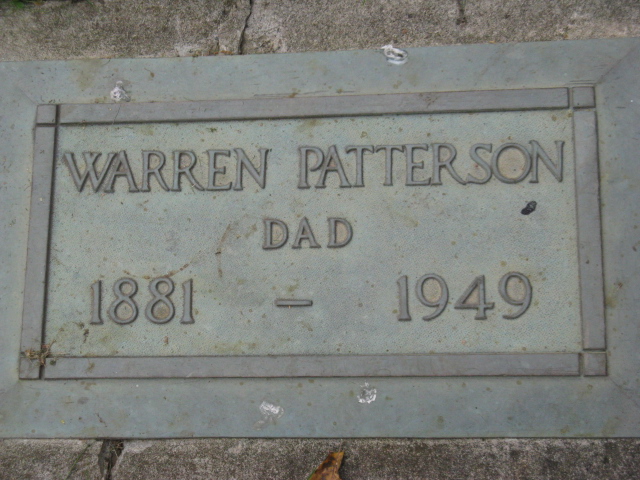 WARREN PATTERSON
DAD
1881 — 1949